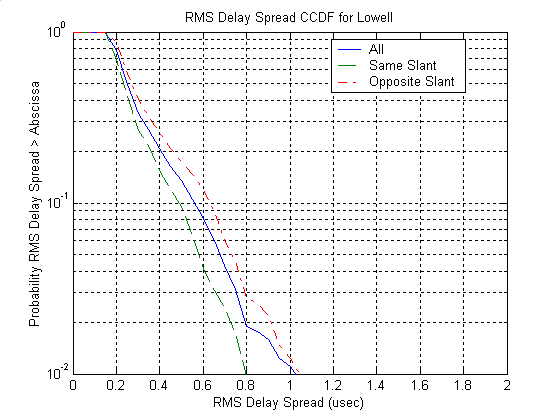 RMS Delay Spread CCDF for Lowell
All
Same Slant
Opposite Slant
Probability RMS Delay Spread > Abscissa
10^0
10^-1
10^-2
0 0.2 0.4 0.6 0.8 1 1.2 1.4 1.6 1.8 2
RMS Delay Spread (usec)